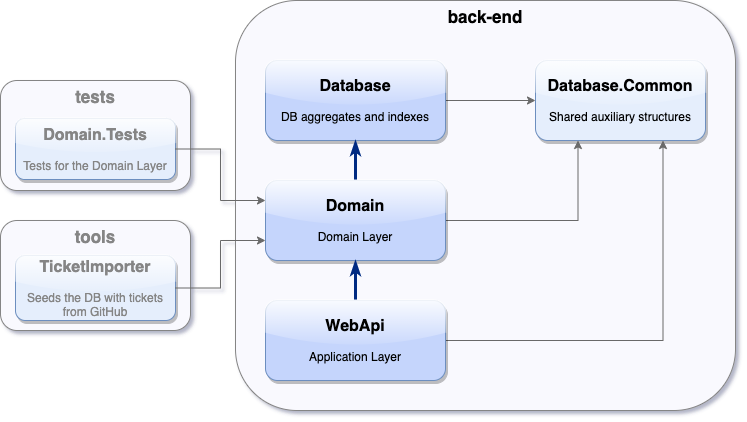 back-end
Database
DB aggregates and indexes
Database.Common
Shared auxiliary structures
tests
Domain.Tests
Tests for the Domain Layer
Domain
Domain Layer
tools
TicketImporter
Seeds the DB with tickets
from GitHub
WebApi
Application Layer